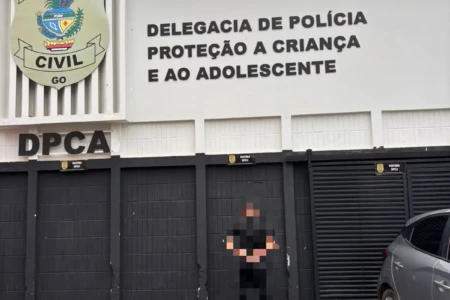 DELEGACIA DE POLÍCIA
PROTEÇÃO A CRIANÇA
E AO ADOLESCENTE
CIVIL
GO
DPCA